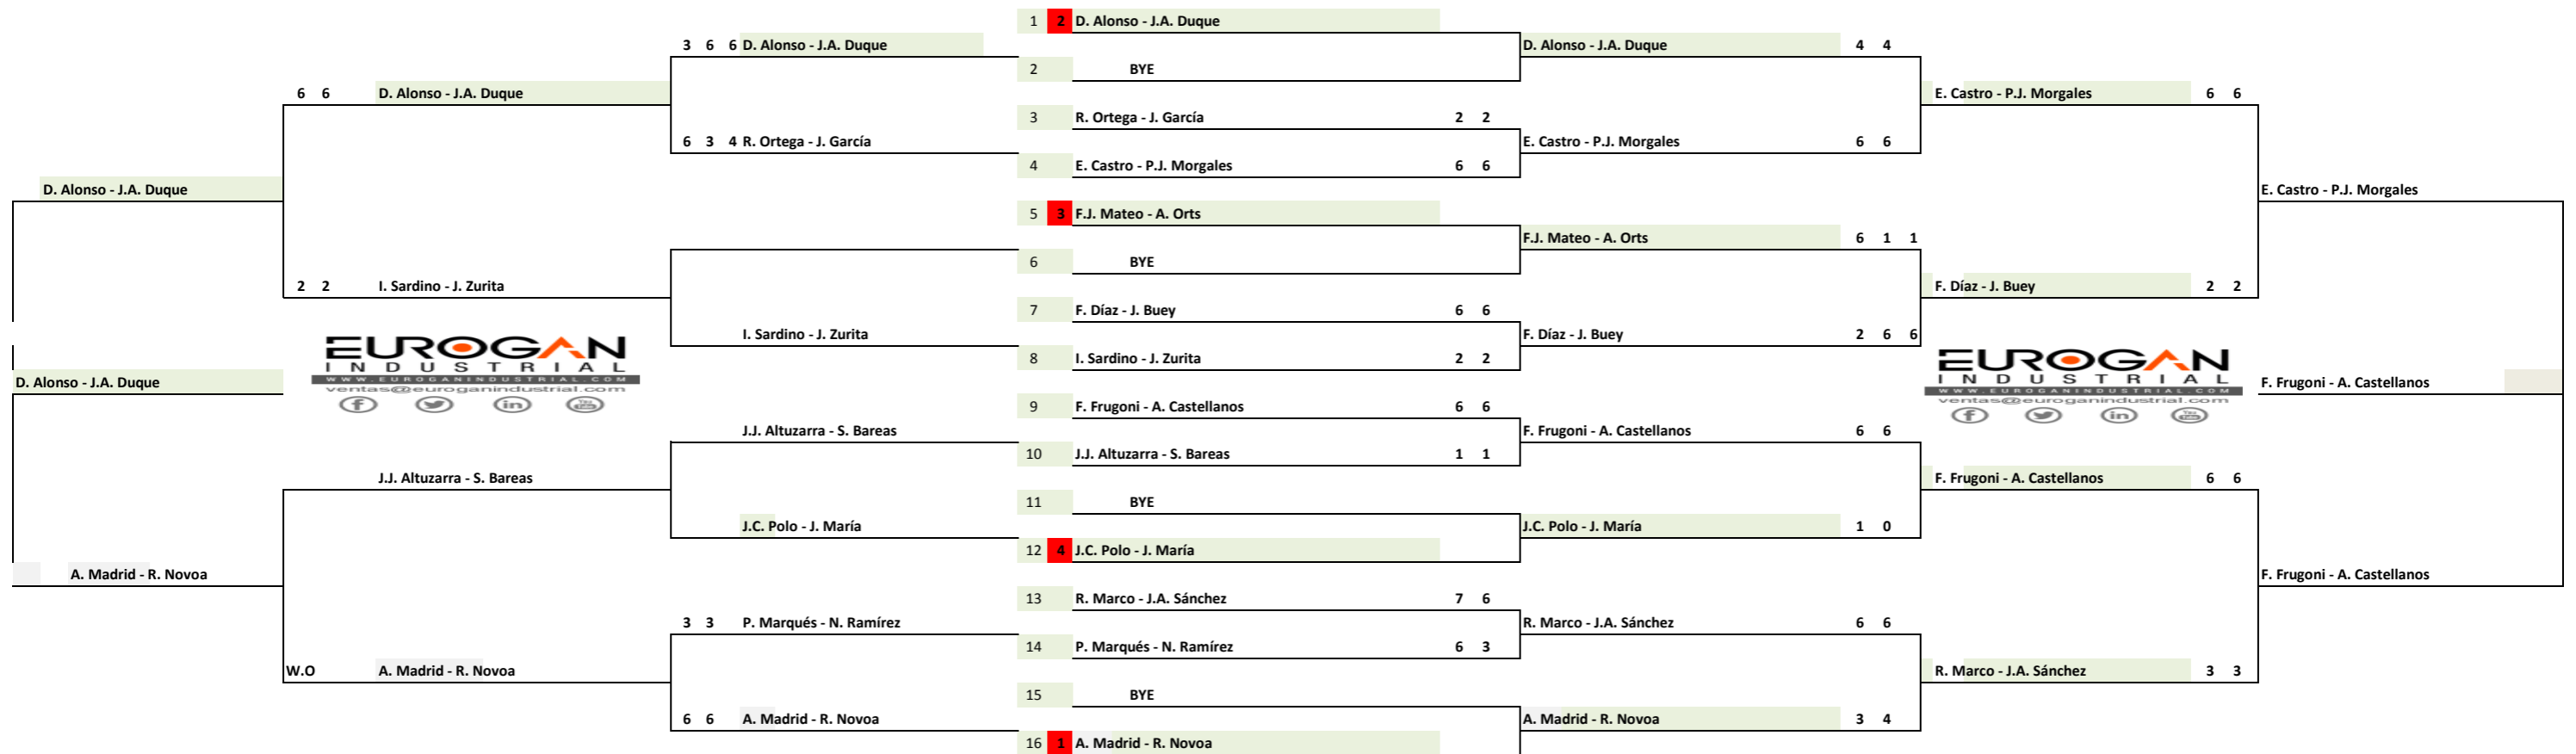 1 2 D. Alonso - J.A. Duque
3 6 6 D. Alonso - J.A. Duque
D. Alonso - J.A. Duque 4 4
2 BYE
6 6 D. Alonso - J.A. Duque
E. Castro - P.J. Morgales 6 6
3 R. Ortega - J. García 2 2
6 3 4 R. Ortega - J. García
E. Castro - P.J. Morgales 6 6
4 E. Castro - P.J. Morgales 6 6
D. Alonso - J.A. Duque
E. Castro - P.J. Morgales
5 3 F.J. Mateo - A. Orts
F.J. Mateo - A. Orts 6 1 1
6 BYE
2 2 I. Sardino - J. Zurita
F. Díaz - J. Buey 2 2
7 F. Díaz - J. Buey 6 6
I. Sardino - J. Zurita
F. Díaz - J. Buey 2 6 6
8 I. Sardino - J. Zurita 2 2
EUROGAN
INDUSTRIAL
WWW.EUROGANINDUSTRIAL.COM
ventas@euroganindustrial.com
EUROGAN
INDUSTRIAL
WWW.EUROGANINDUSTRIAL.COM
ventas@euroganindustrial.com
D. Alonso - J.A. Duque
F. Frugoni - A. Castellanos
9 F. Frugoni - A. Castellanos 6 6
J.J. Altuzarra - S. Bareas
F. Frugoni - A. Castellanos 6 6
10 J.J. Altuzarra - S. Bareas 1 1
J.J. Altuzarra - S. Bareas
F. Frugoni - A. Castellanos 6 6
11 BYE
J.C. Polo - J. María
J.C. Polo - J. María 1 0
12 4 J.C. Polo - J. María
A. Madrid - R. Novoa
F. Frugoni - A. Castellanos
13 R. Marco - J.A. Sánchez 7 6
3 3 P. Marqués - N. Ramírez
R. Marco - J.A. Sánchez 6 6
14 P. Marqués - N. Ramírez 6 3
W.O A. Madrid - R. Novoa
R. Marco - J.A. Sánchez 3 3
15 BYE
6 6 A. Madrid - R. Novoa
A. Madrid - R. Novoa 3 4
16 1 A. Madrid - R. Novoa